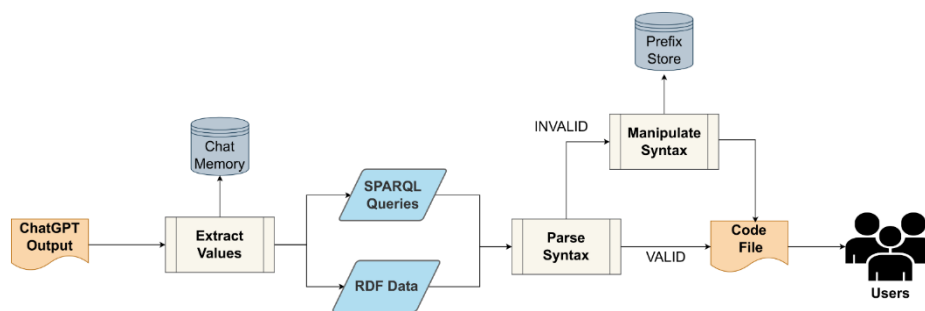 Prefix
Store
Chat
Memory
INVALID
Manipulate
Syntax
SPARQL
Queries
ChatGPT
Output
Extract
Values
Parse
Syntax
VALID
Code
File
RDF Data
Users